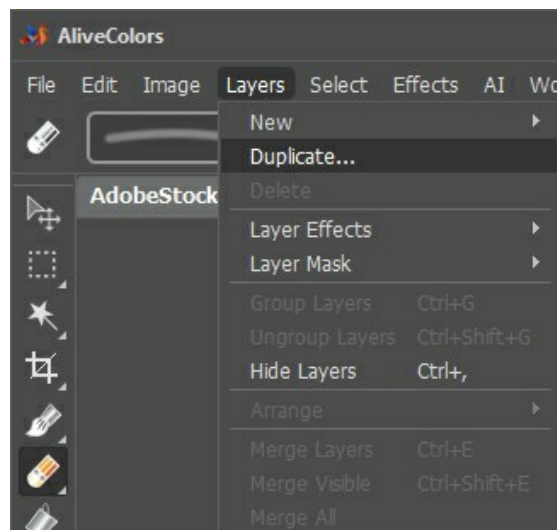 AliveColors
File Edit Image Layers Select Effects AI Wo
New
Duplicate...
AdobeStock
Delete
Layer Effects
Layer Mask
Group Layers Ctrl+G
Ungroup Layers Ctrl+Shift+G
Hide Layers Ctrl+,
Arrange
Merge Layers Ctrl+E
Merge Visible Ctrl+Shift+E
Merge All